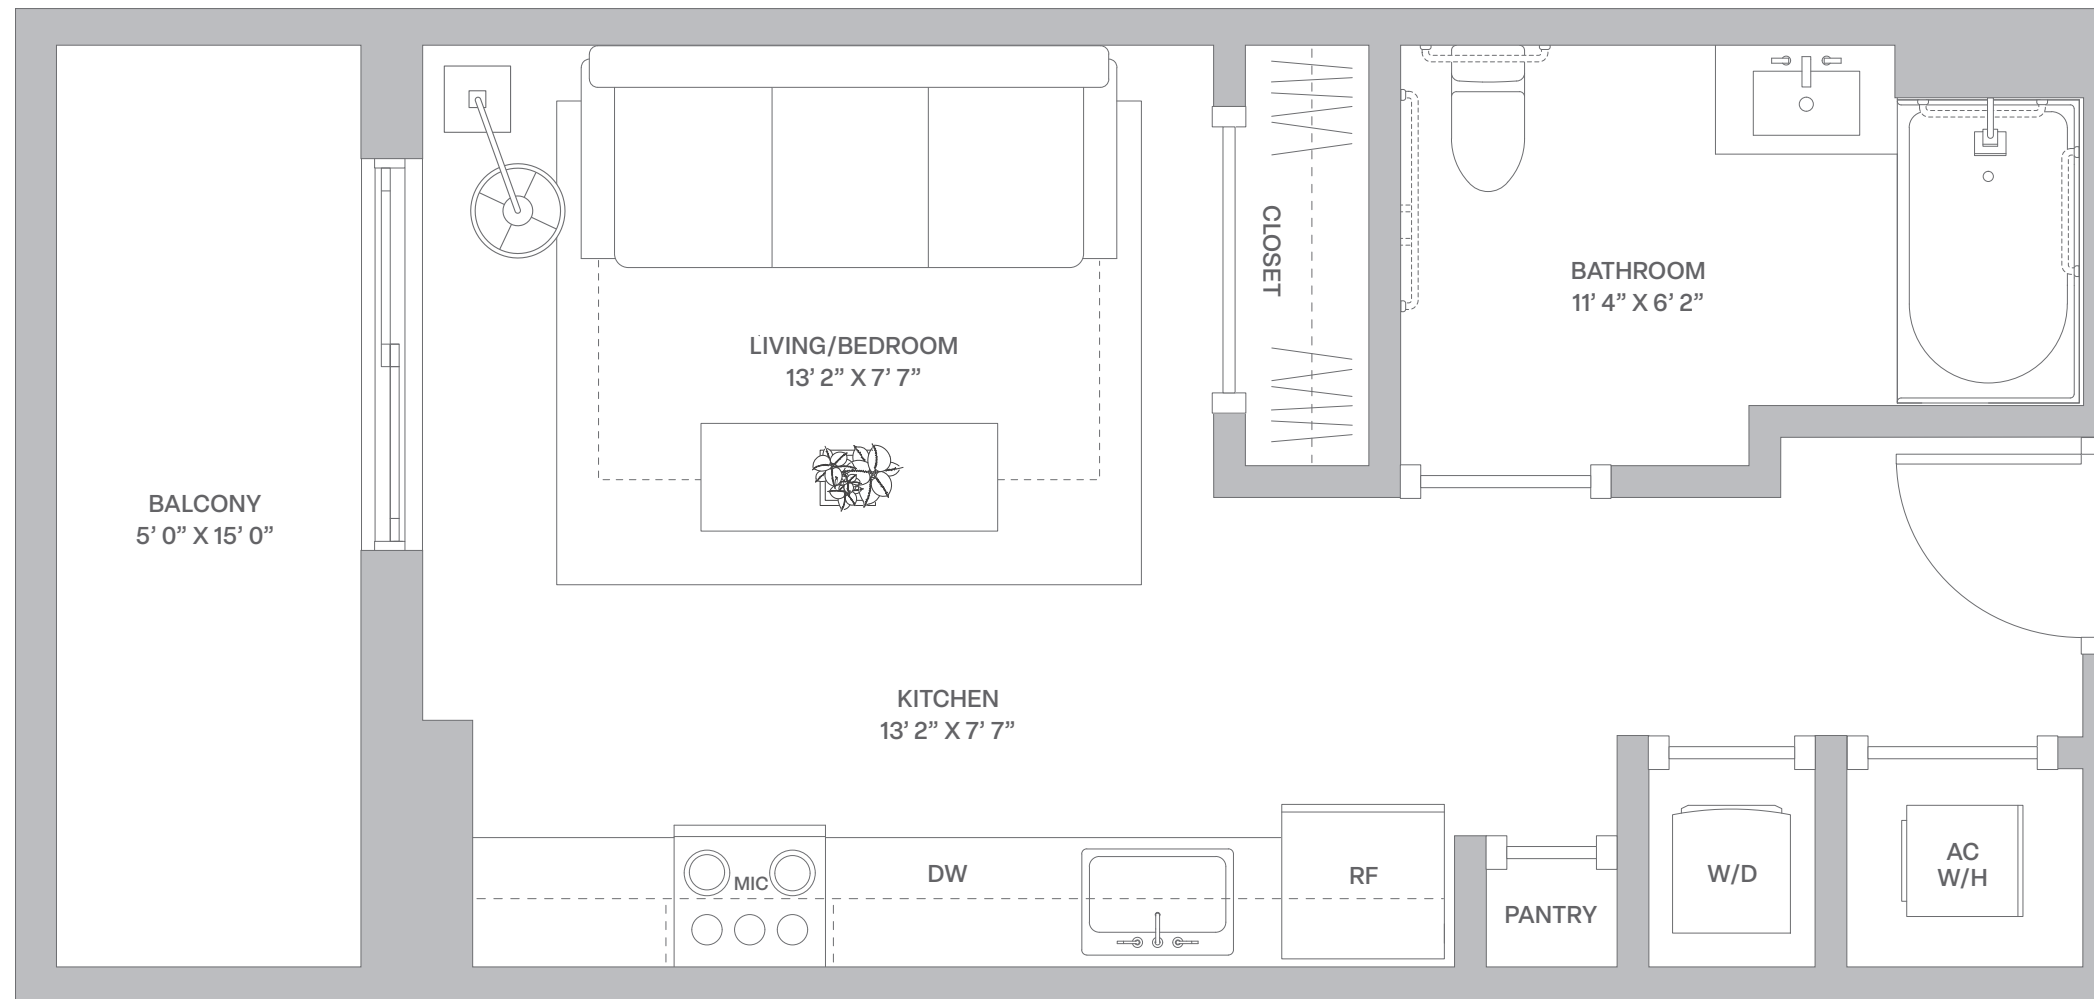 CLOSET
BATHROOM
11’ 4” X 6’ 2”
LIVING/BEDROOM
13’ 2” X 7’ 7”
BALCONY
5’ 0” X 15’ 0”
KITCHEN
13’ 2” X 7’ 7”
MIC
DW
RF
PANTRY
W/D
AC
W/H